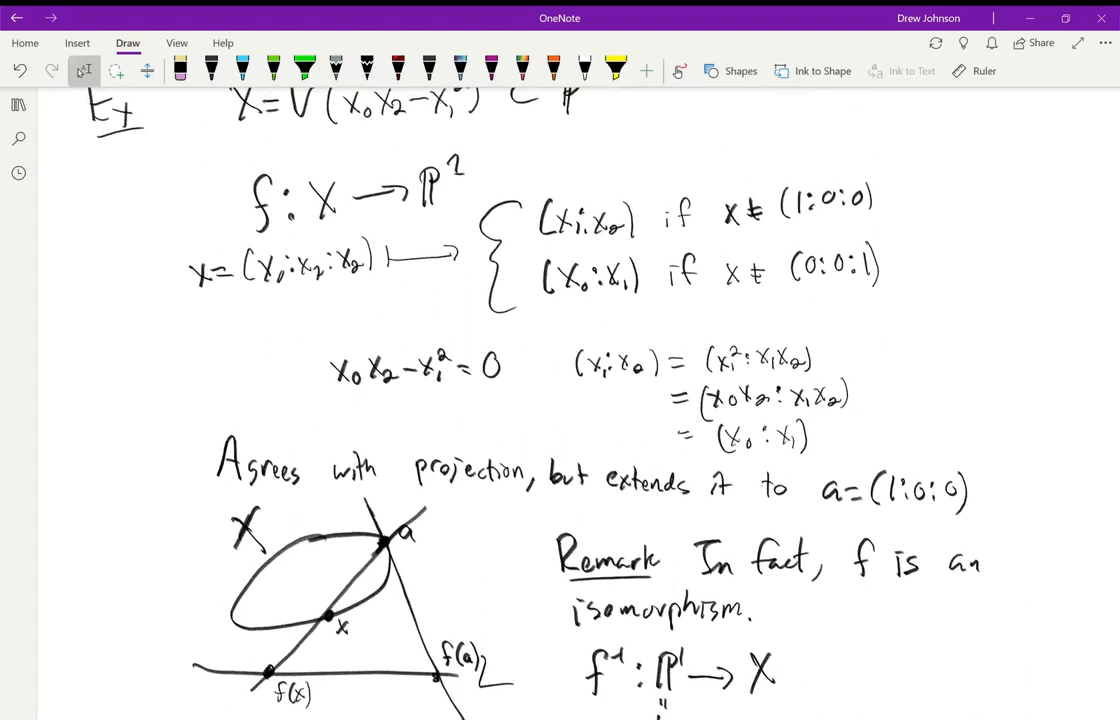 OneNote
Drew Johnson
Home Insert Draw View Help
Share
Shapes Ink to Shape Ink to Text Ruler
Ex X = V(x₀x₂ - x₁²) ⊂ ℙ
f: X → ℙ²
(x₁:x₂) if x ≠ (1:0:0)
x = (x₀:x₂:x₂) ↦ {
(x₀:x₁) if x ≠ (0:0:1)
x₀x₂ - x₁² = 0 (x₁:x₂) = (x₁²:x₁x₂)
= (x₀x₂:x₁x₂)
= (x₀:x₁)
Agrees with projection, but extends it to a=(1:0:0)
X
a
Remark In fact, f is an
isomorphism.
x
f(a)
L
f(x)
f⁻¹: ℙ¹ → X